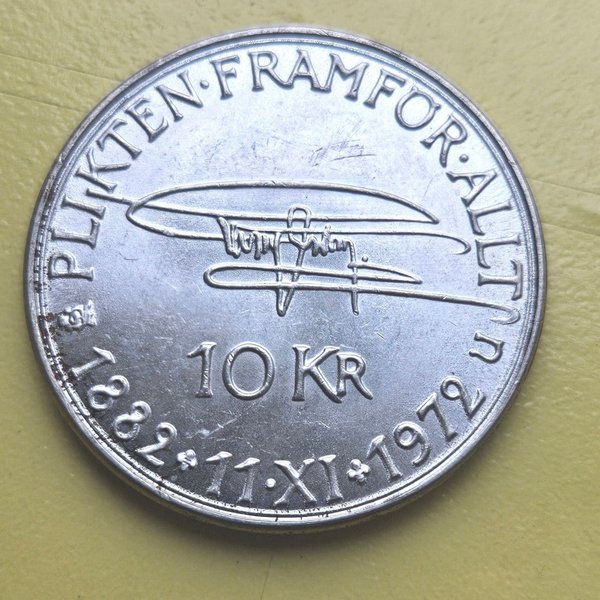 PLIKTEN·FRAMFÖR·ALLT
10 KR
1882 11·XI 1972
u